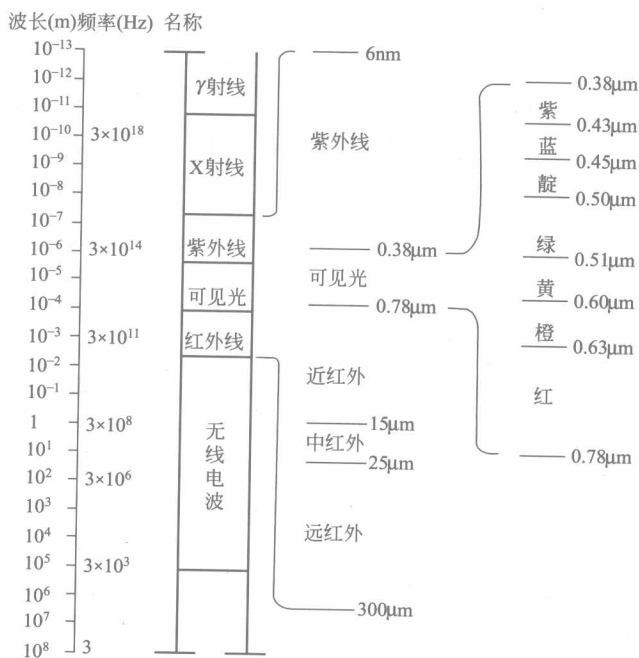 波长(m)频率(Hz) 名称
10⁻¹³
10⁻¹²
10⁻¹¹
10⁻¹⁰ 3×10¹⁸
10⁻⁹
10⁻⁸
10⁻⁷
10⁻⁶ 3×10¹⁴
10⁻⁵
10⁻⁴
10⁻³ 3×10¹¹
10⁻²
10⁻¹
1 3×10⁸
10¹
10² 3×10⁶
10³
10⁴
10⁵ 3×10³
10⁶
10⁷
10⁸ 3
γ射线
X射线
紫外线
可见光
红外线
无线电波
6nm
紫外线
0.38μm
可见光
0.78μm
近红外
15μm
中红外
25μm
远红外
300μm
0.38μm
紫
0.43μm
蓝
0.45μm
靛
0.50μm
绿
0.51μm
黄
0.60μm
橙
0.63μm
红
0.78μm